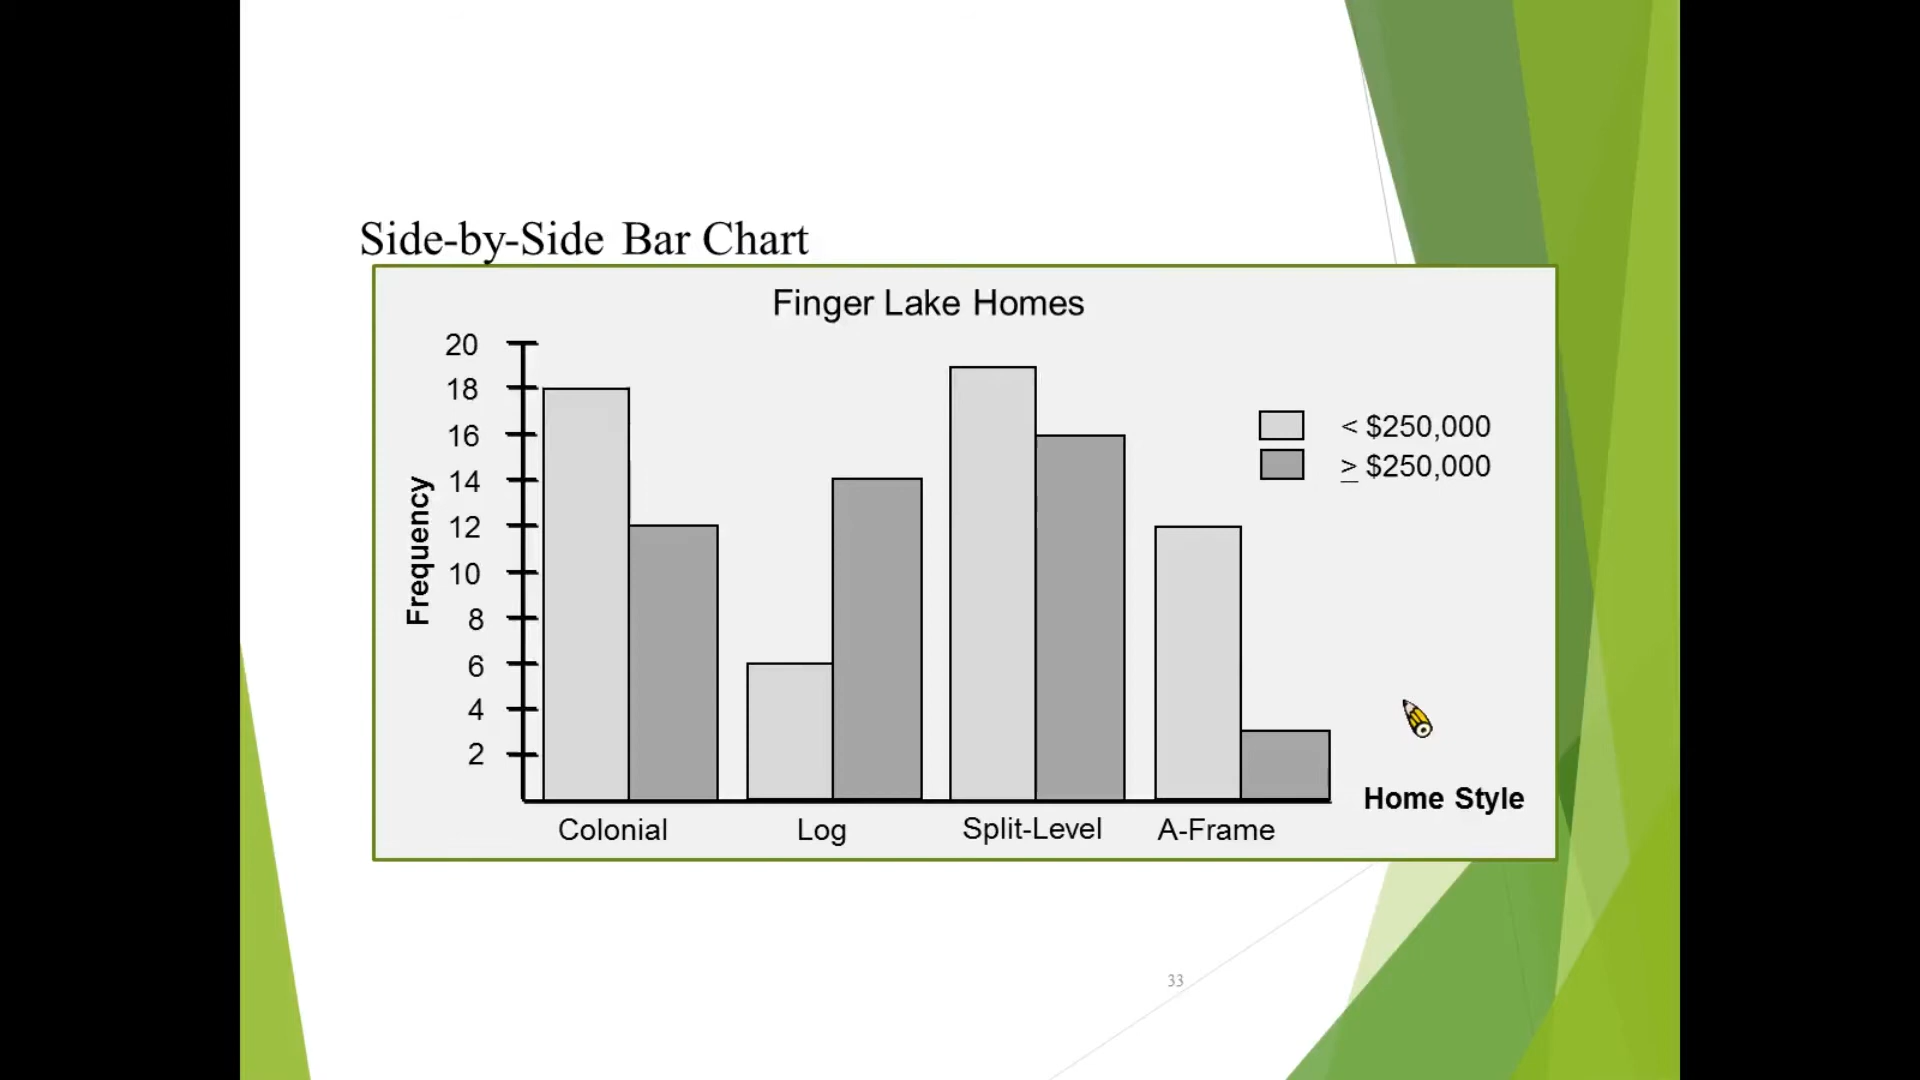 Side-by-Side Bar Chart
Finger Lake Homes
20
18
16
14
12
10
8
6
4
2
Frequency
< $250,000
≥ $250,000
Colonial
Log
Split-Level
A-Frame
Home Style
33